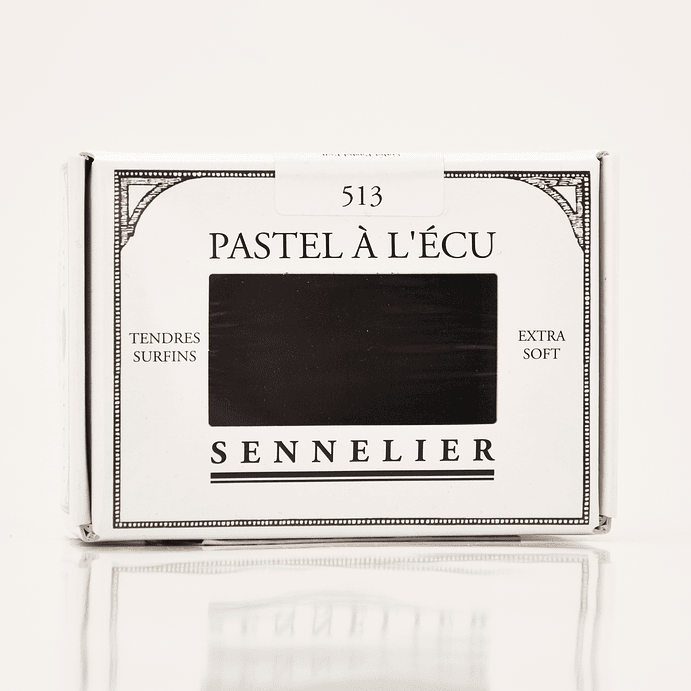 513
PASTEL À L'ÉCU
TENDRES
SURFINS
EXTRA
SOFT
SENNELIER